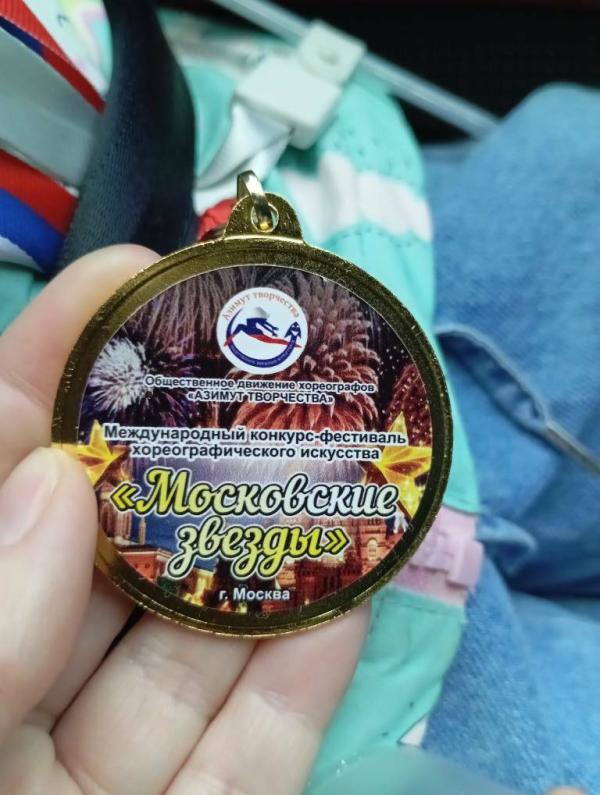 Азимут творчества
Общественное движение хореографов
«АЗИМУТ ТВОРЧЕСТВА»
Международный конкурс-фестиваль
хореографического искусства
«Московские
звезды»
г. Москва